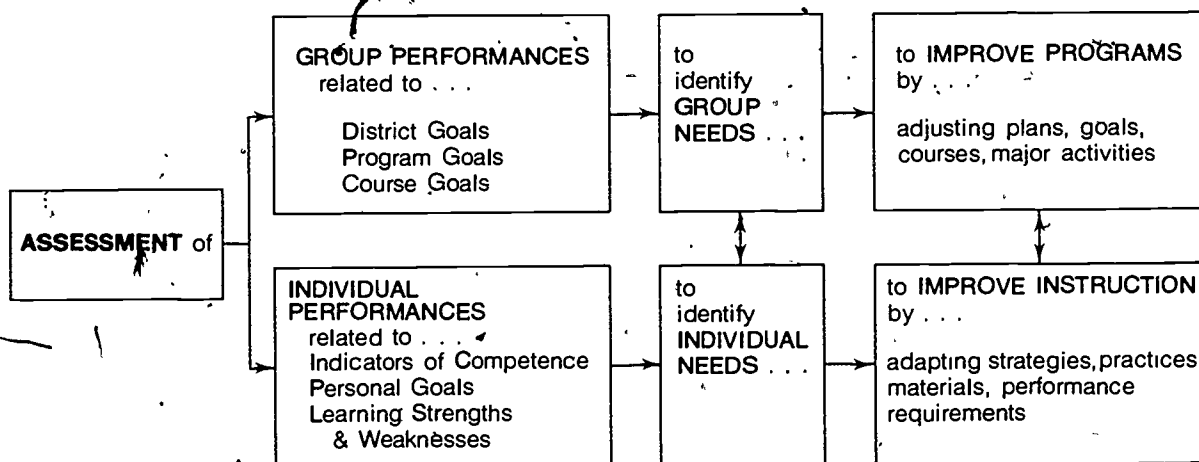 ASSESSMENT of
GROUP PERFORMANCES
related to . . .
District Goals
Program Goals
Course Goals
to
identify
GROUP
NEEDS . . .
to IMPROVE PROGRAMS
by . . .
adjusting plans, goals,
courses, major activities
INDIVIDUAL
PERFORMANCES
related to . . .
Indicators of Competence
Personal Goals
Learning Strengths
& Weaknesses
to
identify
INDIVIDUAL
NEEDS . . .
to IMPROVE INSTRUCTION
by . . .
adapting strategies, practices
materials, performance
requirements